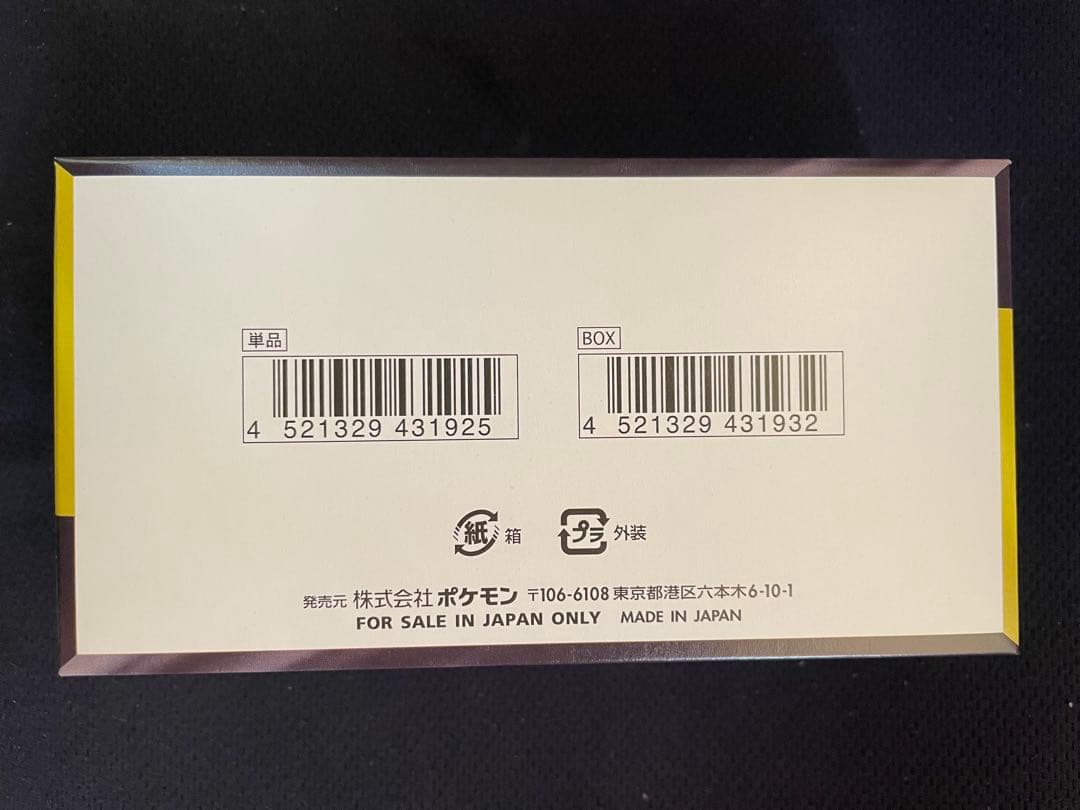 単品
BOX
4 521329 431925
4 521329 431932
紙 箱
プラ 外装
発売元 株式会社 ポケモン 〒106-6108 東京都港区六本木6-10-1
FOR SALE IN JAPAN ONLY MADE IN JAPAN